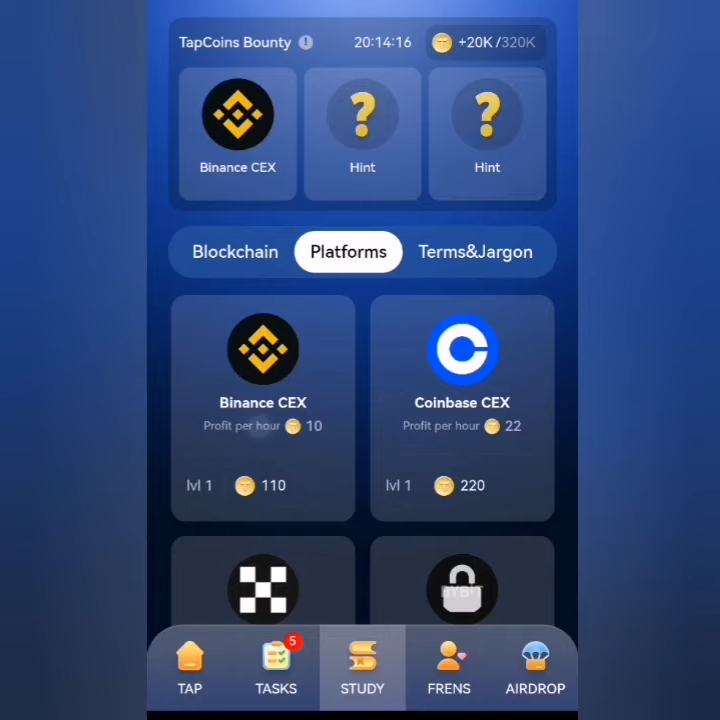 TapCoins Bounty ! 20:14:16 +20K /320K
? ?
Binance CEX Hint Hint
Blockchain Platforms Terms&Jargon
Binance CEX Coinbase CEX
Profit per hour 10 Profit per hour 22
lvl 1 110 lvl 1 220
BYBIT
5
TAP TASKS STUDY FRENS AIRDROP